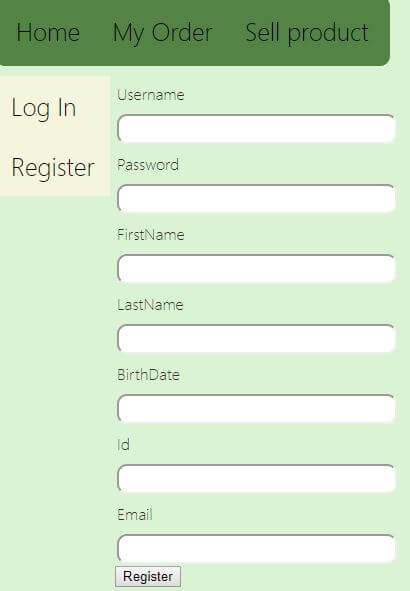 Home My Order Sell product
Log In
Register
Username
Password
FirstName
LastName
BirthDate
Id
Email
Register